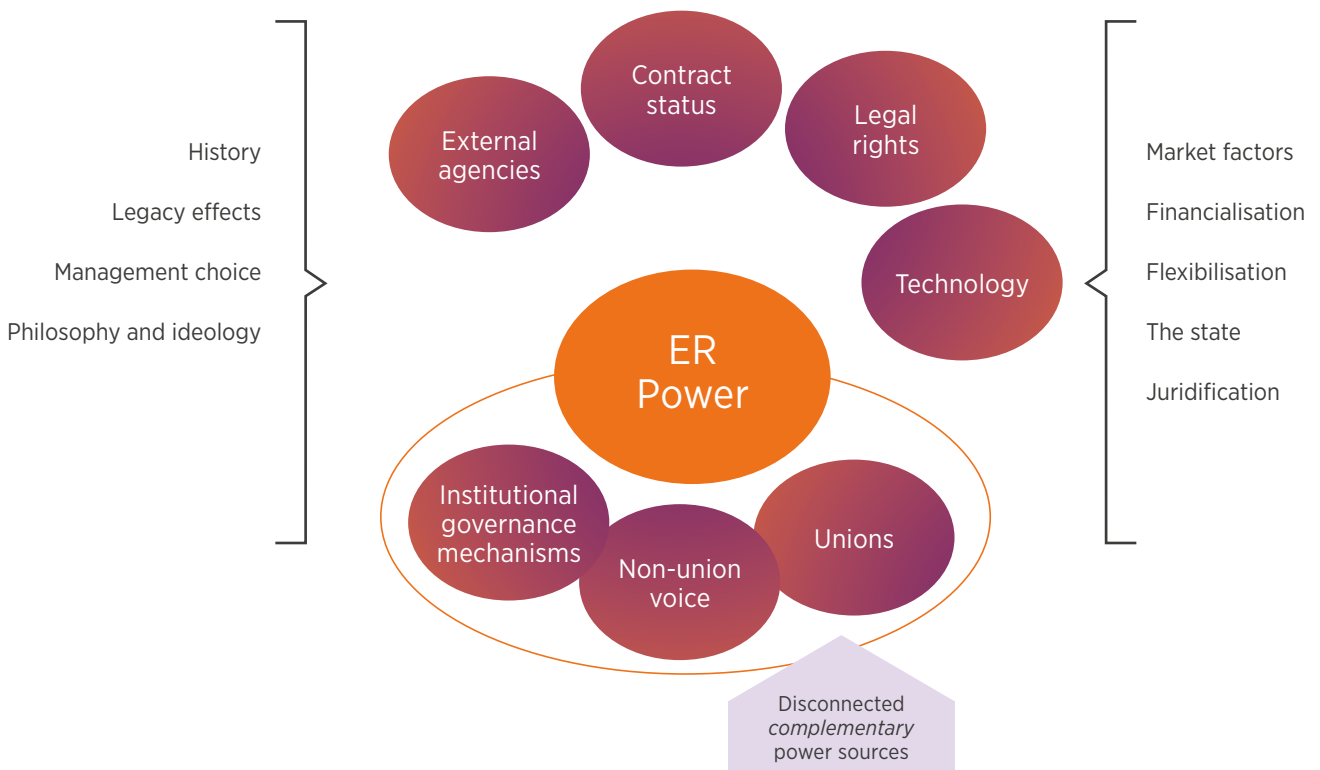 History
Legacy effects
Management choice
Philosophy and ideology
External
agencies
Contract
status
Legal
rights
Technology
ER
Power
Institutional
governance
mechanisms
Non-union
voice
Unions
Disconnected
complementary
power sources
Market factors
Financialisation
Flexibilisation
The state
Juridification